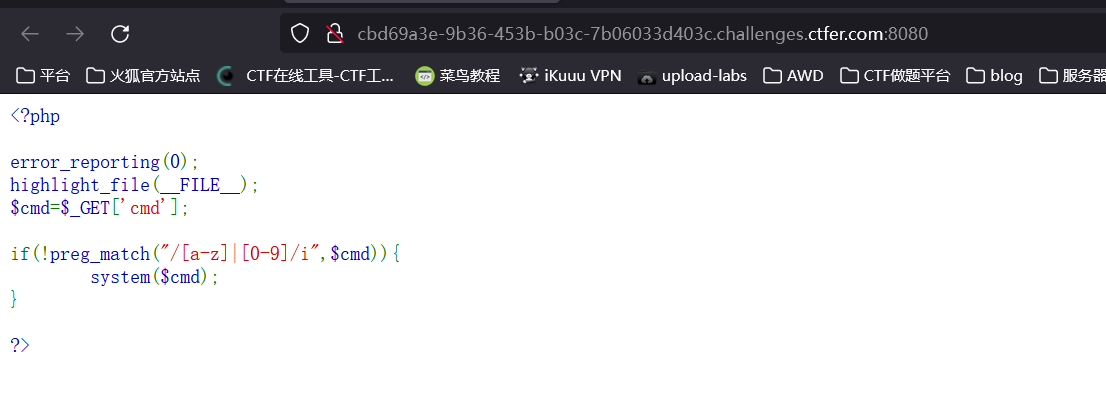 cbd69a3e-9b36-453b-b03c-7b06033d403c.challenges.ctfer.com:8080
平台 火狐官方站点 CTF在线工具-CTF工... 菜鸟教程 iKuuu VPN upload-labs AWD CTF做题平台 blog 服务器
<?php
error_reporting(0);
highlight_file(__FILE__);
$cmd=$_GET['cmd'];
if(!preg_match("/[a-z]|[0-9]/i",$cmd)){
system($cmd);
}
?>